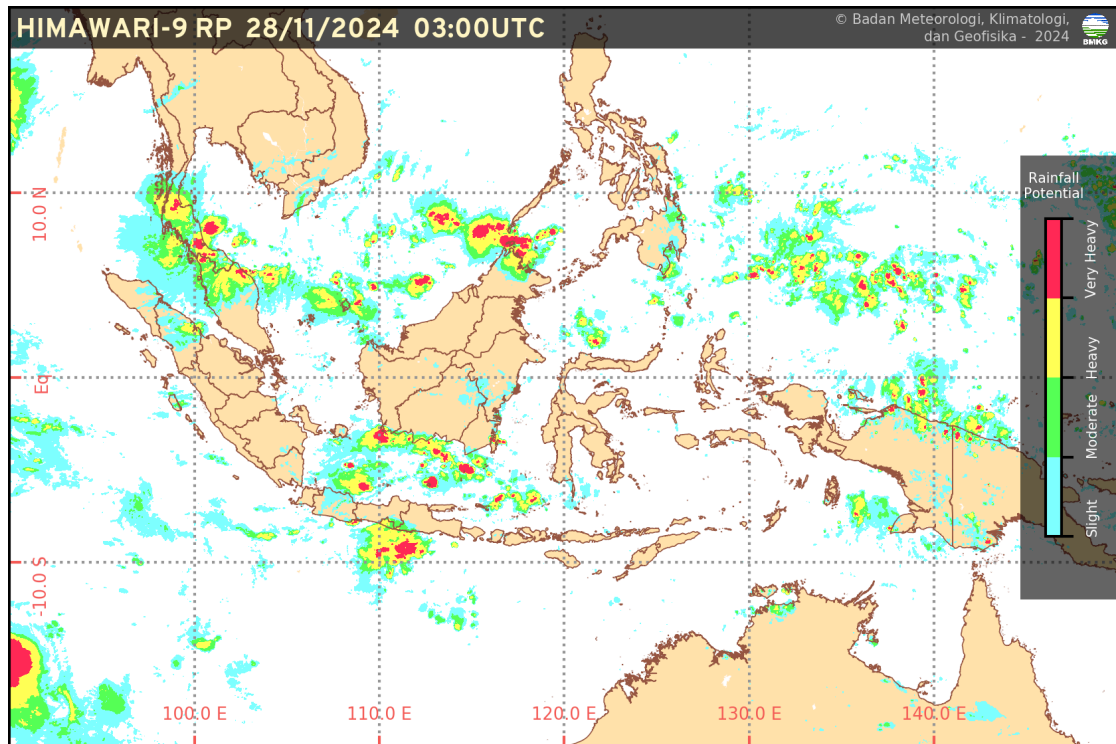 HIMAWARI-9 RP 28/11/2024 03:00UTC
© Badan Meteorologi, Klimatologi,
dan Geofisika - 2024
BMKG
Rainfall
Potential
Very Heavy
Heavy
Moderate
Slight
10.0 N
Eq
-10.0 S
100.0 E
110.0 E
120.0 E
130.0 E
140.0 E